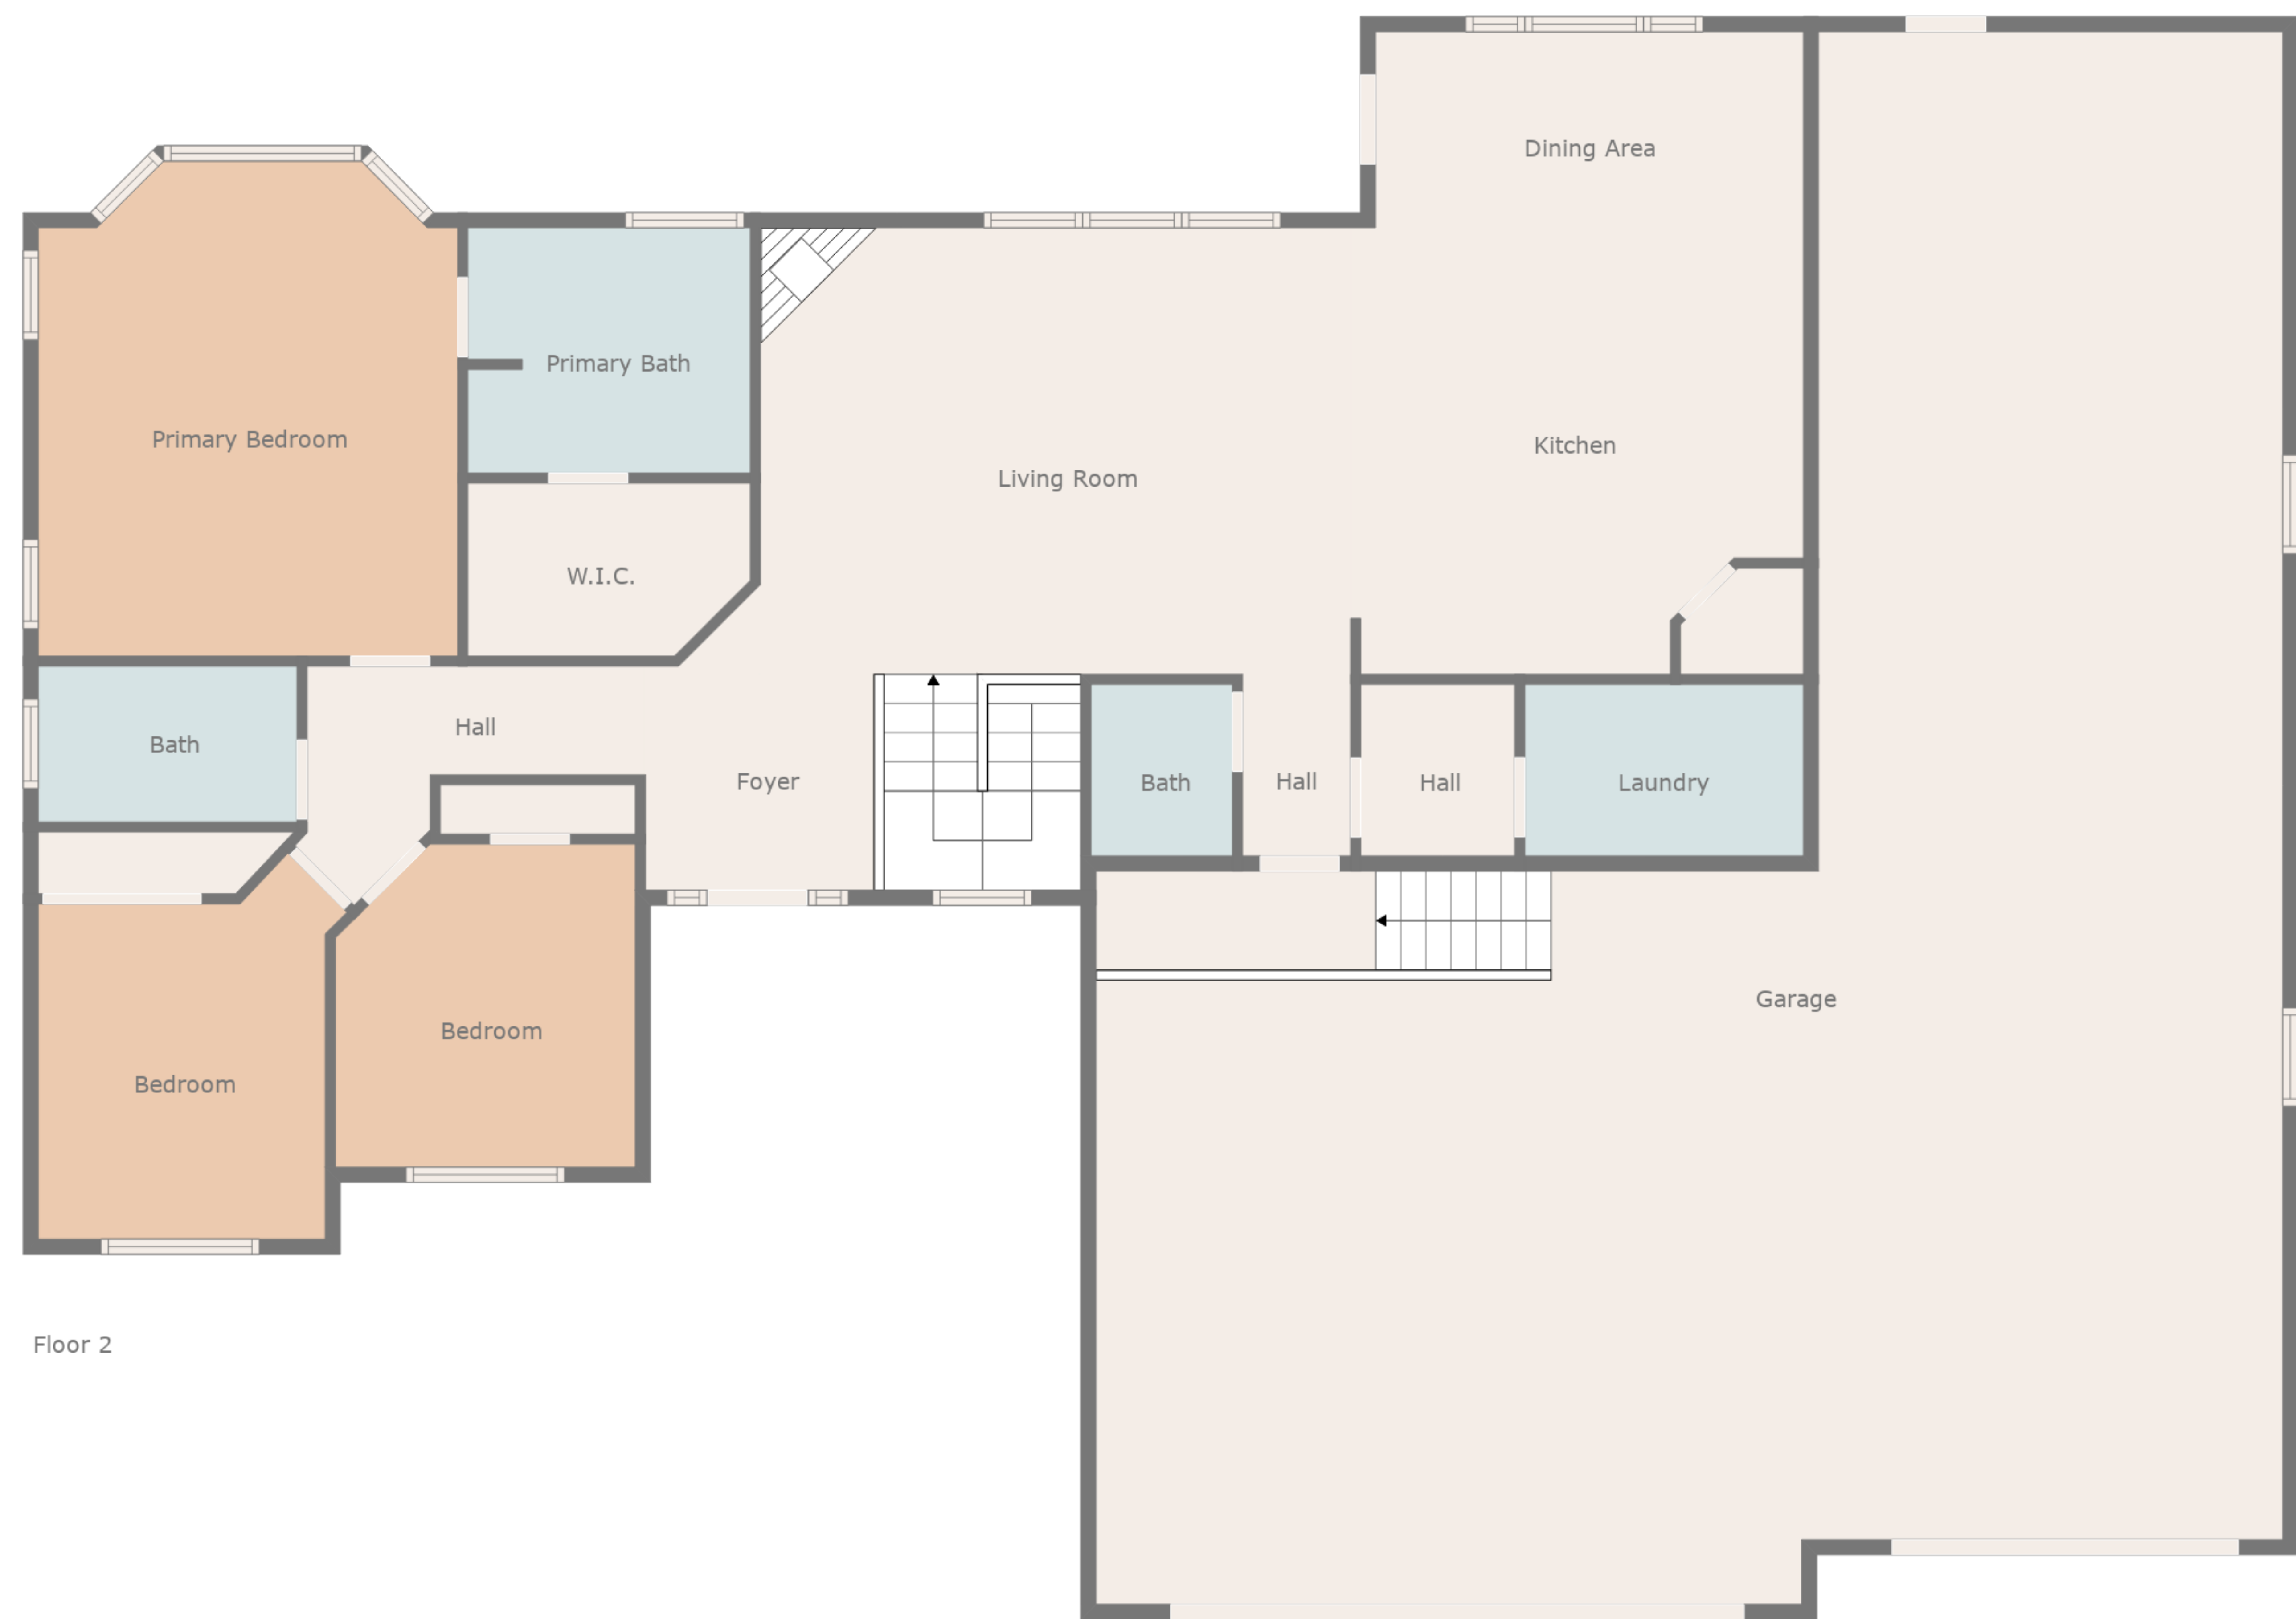 Dining Area
Primary Bath
Primary Bedroom
Kitchen
Living Room
W.I.C.
Hall
Bath
Foyer
Bath
Hall
Hall
Laundry
Garage
Bedroom
Bedroom
Floor 2